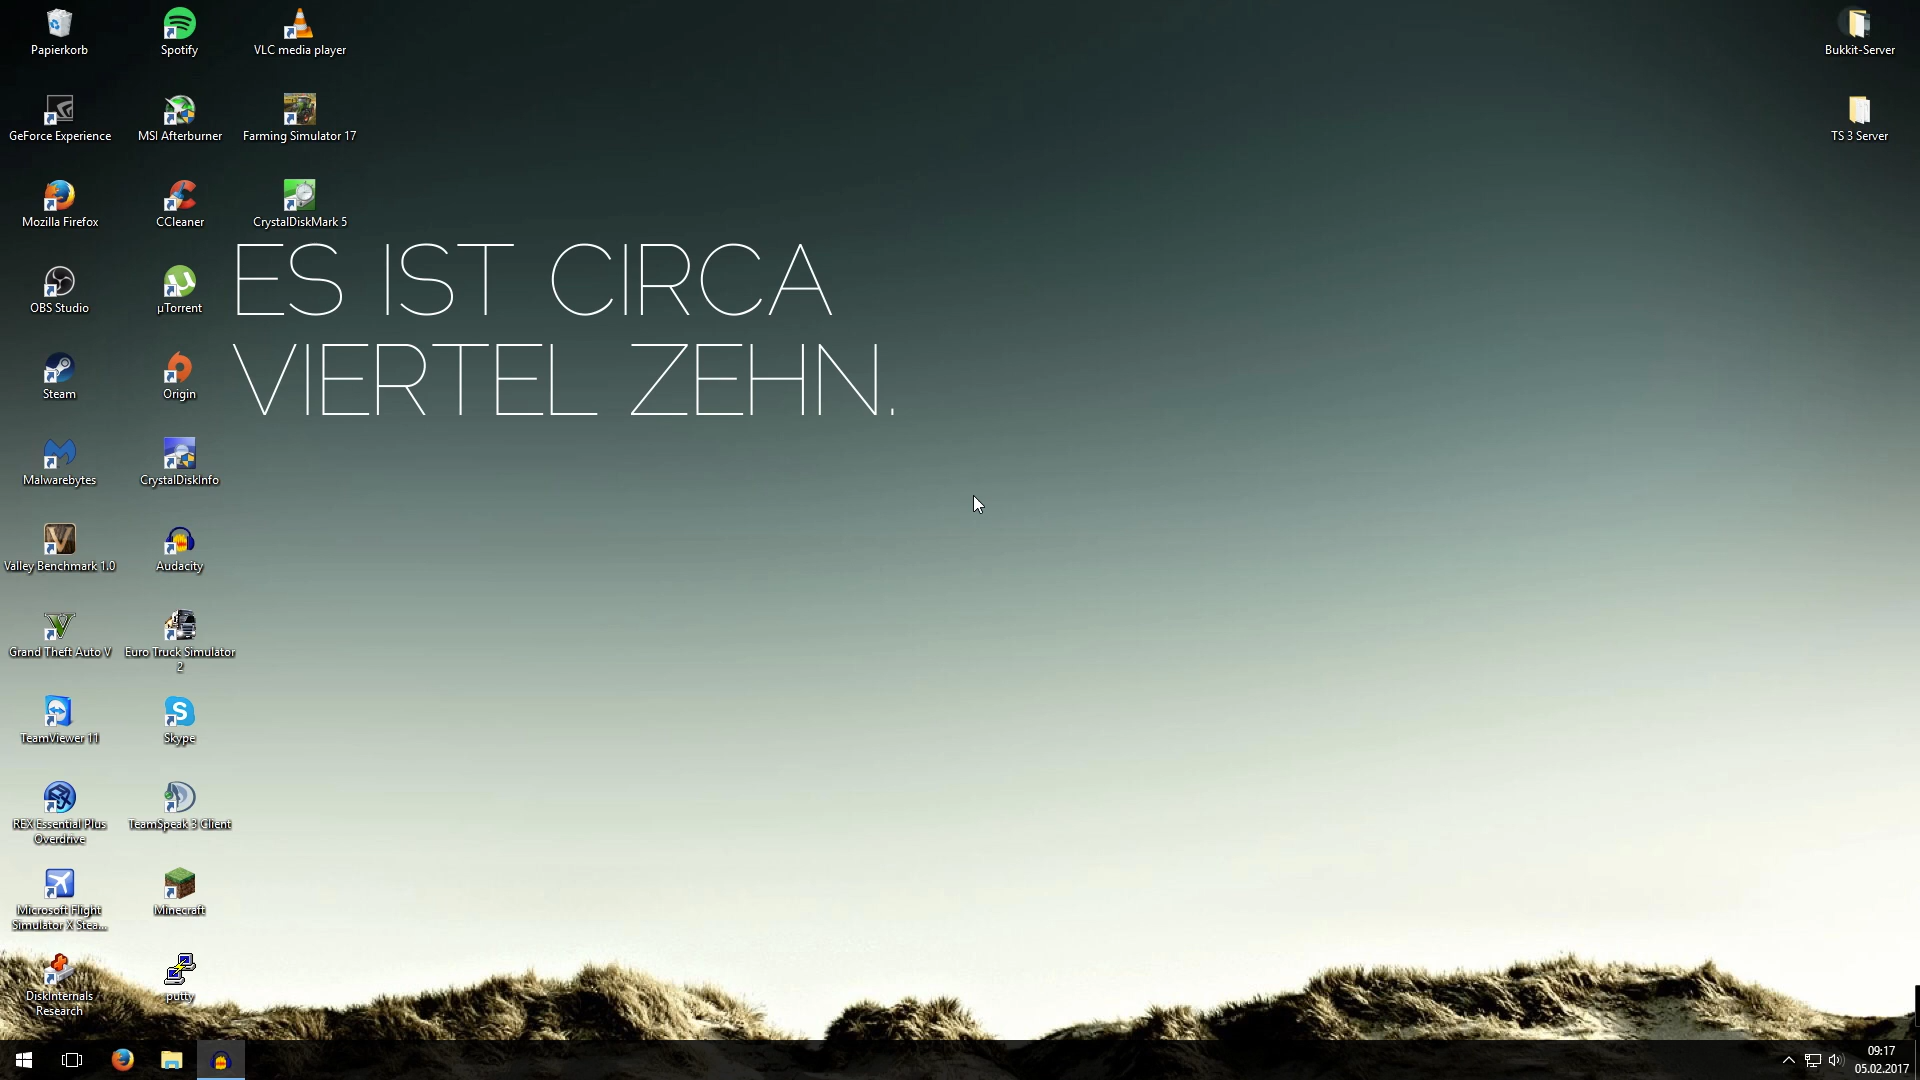 Papierkorb
Spotify
VLC media player
Bukkit-Server
GeForce Experience
MSI Afterburner
Farming Simulator 17
TS 3 Server
Mozilla Firefox
CCleaner
CrystalDiskMark 5
ES IST CIRCA
VIERTEL ZEHN.
OBS Studio
µTorrent
Steam
Origin
Malwarebytes
CrystalDiskInfo
Valley Benchmark 1.0
Audacity
Grand Theft Auto V
Euro Truck Simulator
2
TeamViewer 11
Skype
REX Essential Plus
Overdrive
TeamSpeak 3 Client
Microsoft Flight
Simulator X Stea...
Minecraft
DiskInternals
Research
putty
09:17
05.02.2017